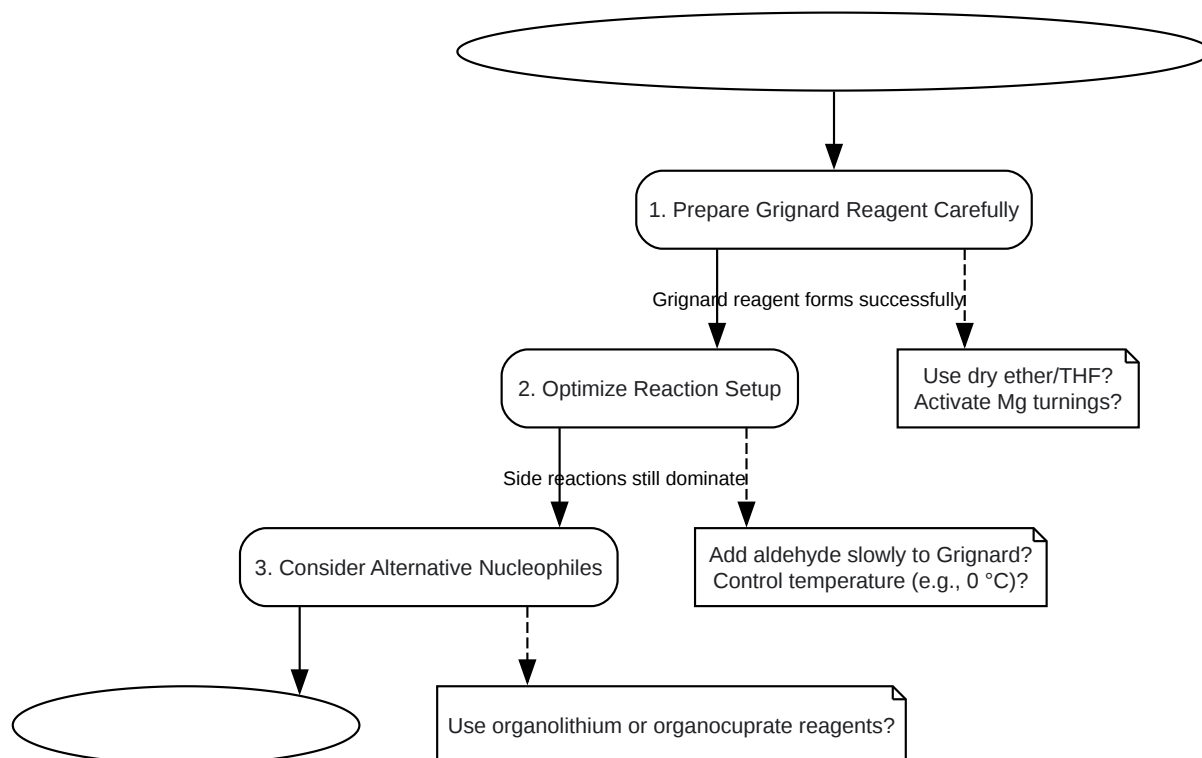 1. Prepare Grignard Reagent Carefully
Grignard reagent forms successfully
2. Optimize Reaction Setup
Use dry ether/THF?
Activate Mg turnings?
Side reactions still dominate
3. Consider Alternative Nucleophiles
Add aldehyde slowly to Grignard?
Control temperature (e.g., 0 °C)?
Use organolithium or organocuprate reagents?